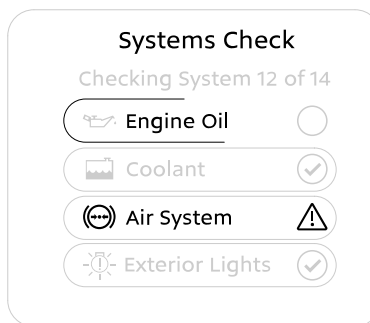 Systems Check
Checking System 12 of 14
Engine Oil
Coolant
Air System
Exterior Lights